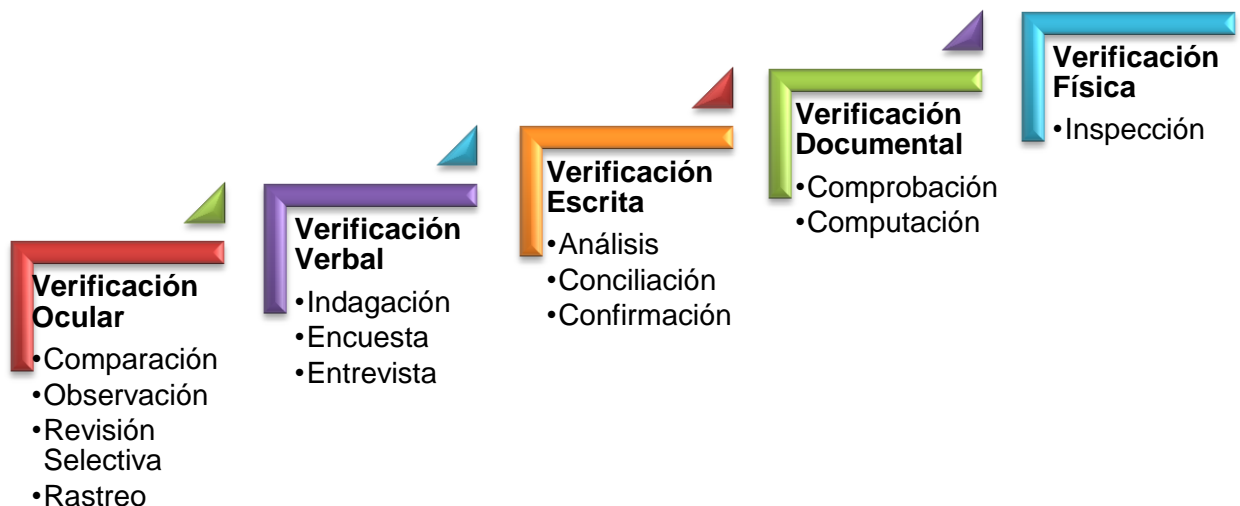 Verificación
Ocular
•Comparación
•Observación
•Revisión
Selectiva
•Rastreo
Verificación
Verbal
•Indagación
•Encuesta
•Entrevista
Verificación
Escrita
•Análisis
•Conciliación
•Confirmación
Verificación
Documental
•Comprobación
•Computación
Verificación
Física
•Inspección